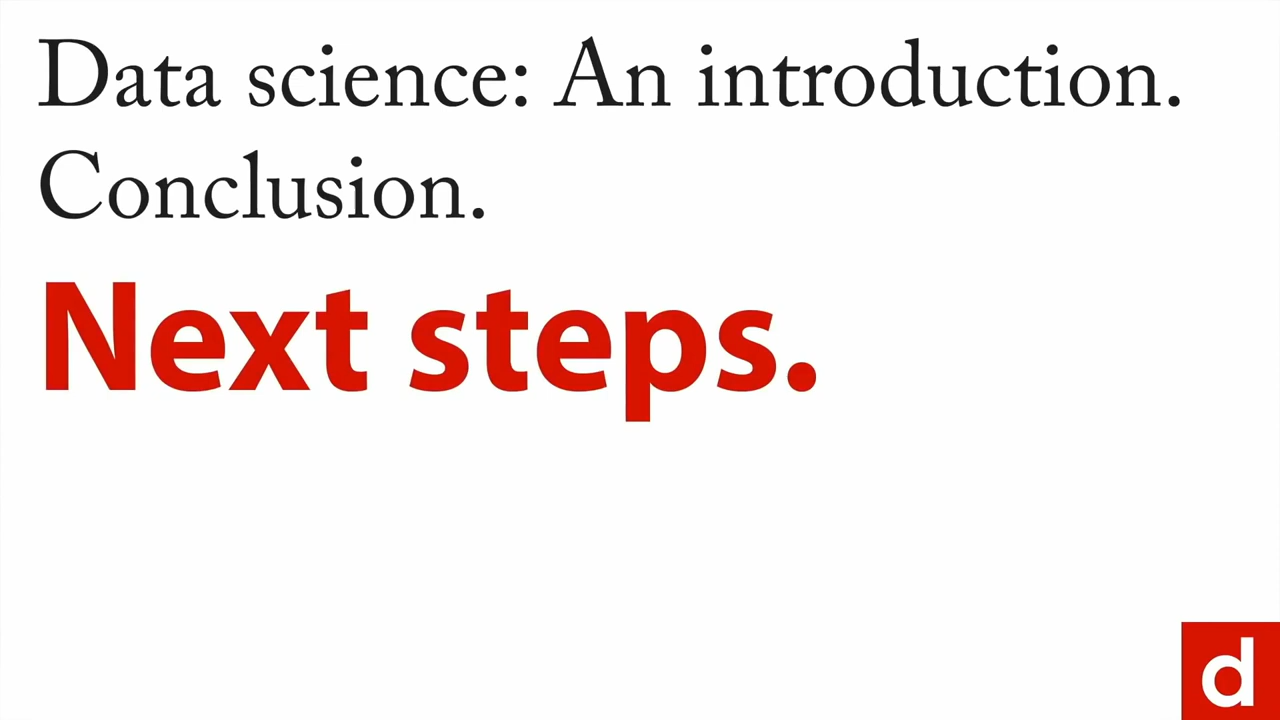 Data science: An introduction.
Conclusion.
Next steps.
d